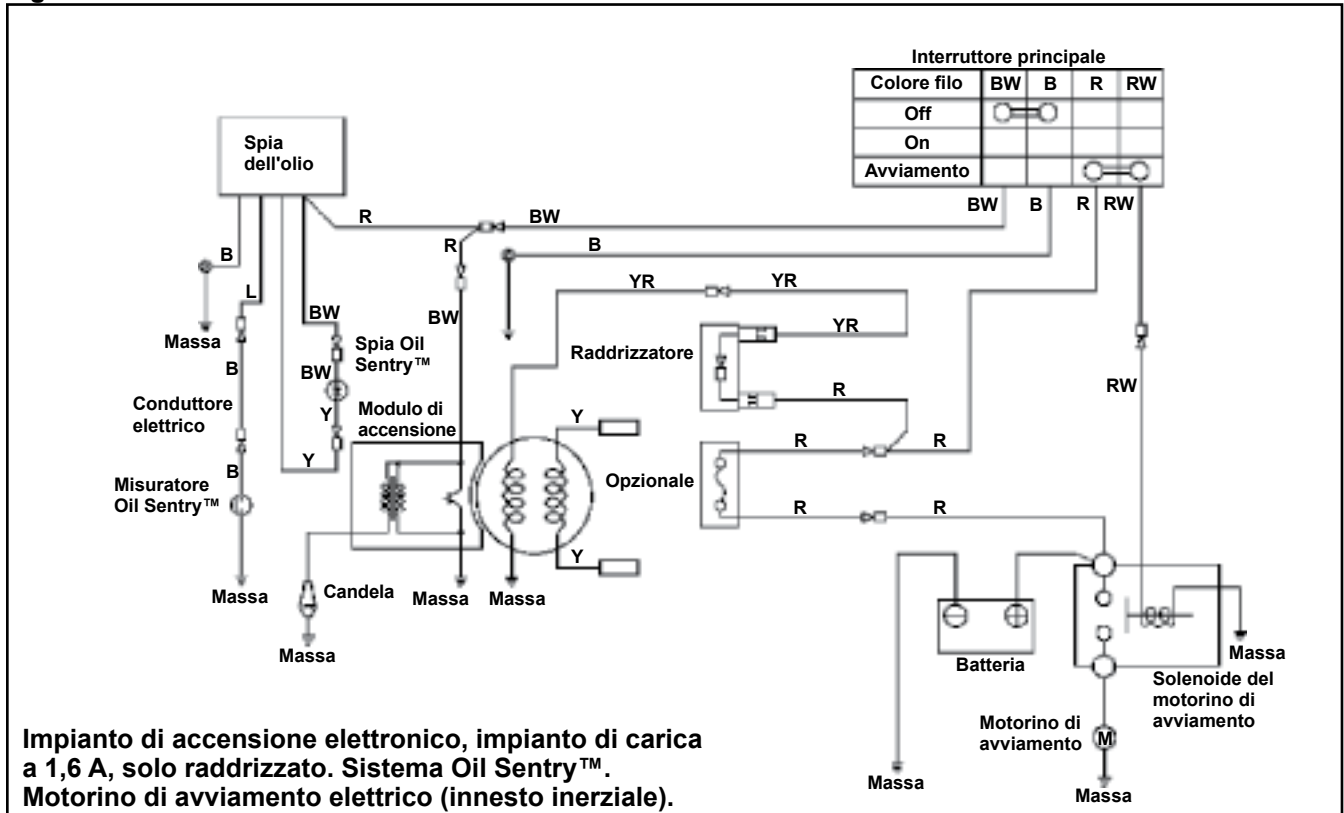 Interruttore principale
Colore filo BW B R RW
Off
On
Avviamento
BW B R RW
Spia
dell'olio
R BW
B R B
YR YR
L
BW BW
YR
Massa
Spia Oil
Sentry™
Raddrizzatore
B BW
RW
R
Conduttore
elettrico
Y
Modulo di
accensione
Y
R R
B Y
Opzionale
Misuratore
Oil Sentry™
R R
Y
Massa
Candela
Massa Massa
Massa
Batteria
Massa
Solenoide del
motorino di
avviamento
Motorino di
avviamento
M
Massa
Massa
Impianto di accensione elettronico, impianto di carica
a 1,6 A, solo raddrizzato. Sistema Oil Sentry™.
Motorino di avviamento elettrico (innesto inerziale).